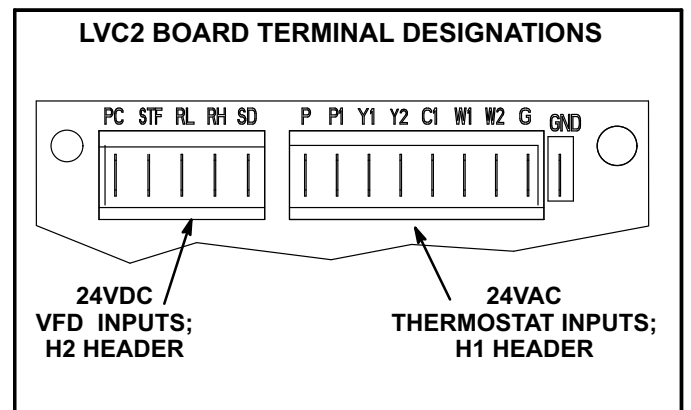 LVC2 BOARD TERMINAL DESIGNATIONS
PC STF RL RH SD P P1 Y1 Y2 C1 W1 W2 G GND
24VDC
VFD INPUTS;
H2 HEADER
24VAC
THERMOSTAT INPUTS;
H1 HEADER